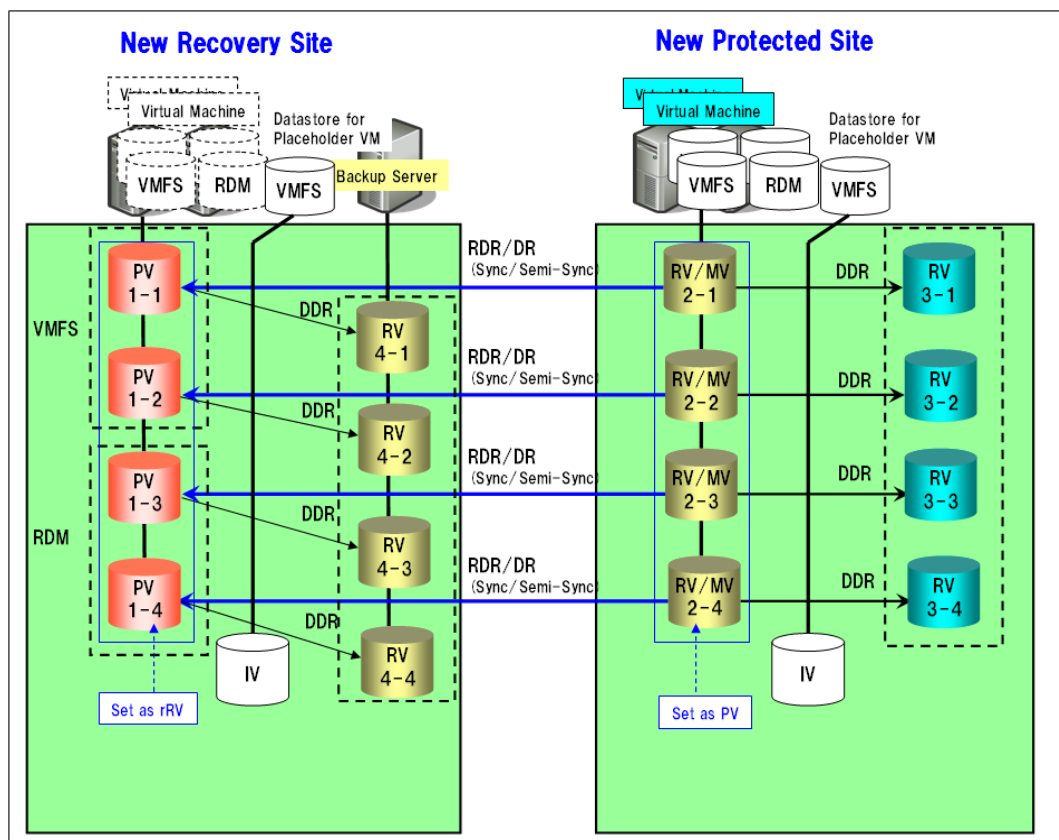 New Recovery Site
New Protected Site
Virtual Machine
Virtual Machine
Datastore for
Placeholder VM
VMFS
RDM
VMFS
Backup Server
Virtual Machine
Virtual Machine
Datastore for
Placeholder VM
VMFS
RDM
VMFS
VMFS
RDM
PV
1-1
PV
1-2
PV
1-3
PV
1-4
DDR
DDR
DDR
DDR
RV
4-1
RV
4-2
RV
4-3
RV
4-4
IV
Set as rRV
RDR/DR
(Sync/Semi-Sync)
RDR/DR
(Sync/Semi-Sync)
RDR/DR
(Sync/Semi-Sync)
RDR/DR
(Sync/Semi-Sync)
RV/MV
2-1
RV/MV
2-2
RV/MV
2-3
RV/MV
2-4
DDR
DDR
DDR
DDR
RV
3-1
RV
3-2
RV
3-3
RV
3-4
IV
Set as PV